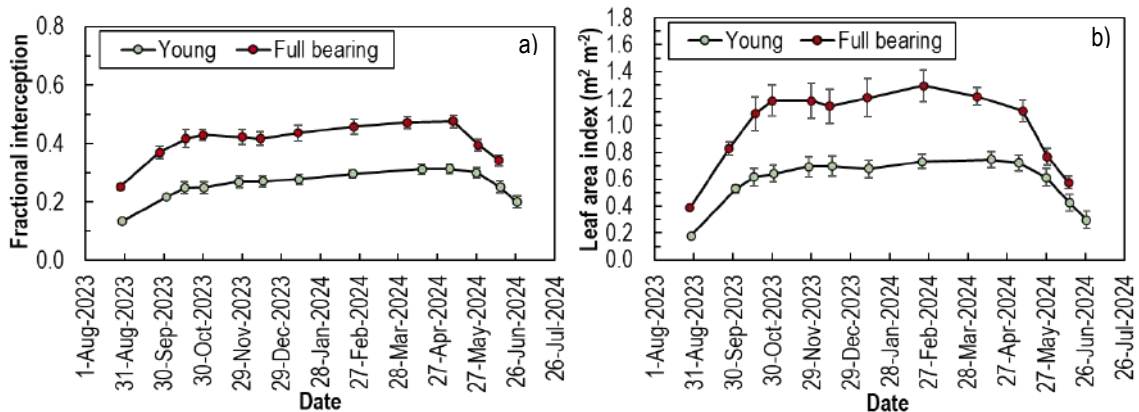 a)
Young Full bearing
Fractional interception
0.8
0.6
0.4
0.2
0.0
1-Aug-2023
31-Aug-2023
30-Sep-2023
30-Oct-2023
29-Nov-2023
29-Dec-2023
28-Jan-2024
27-Feb-2024
28-Mar-2024
27-Apr-2024
27-May-2024
26-Jun-2024
26-Jul-2024
Date
b)
Young Full bearing
Leaf area index (m² m⁻²)
1.8
1.6
1.4
1.2
1.0
0.8
0.6
0.4
0.2
0.0
1-Aug-2023
31-Aug-2023
30-Sep-2023
30-Oct-2023
29-Nov-2023
29-Dec-2023
28-Jan-2024
27-Feb-2024
28-Mar-2024
27-Apr-2024
27-May-2024
26-Jun-2024
26-Jul-2024
Date